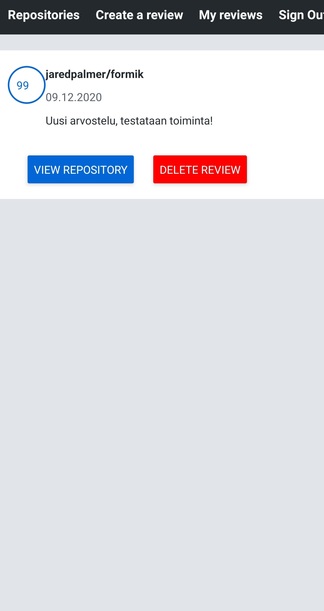 Repositories Create a review My reviews Sign Ou
99
jaredpalmer/formik
09.12.2020
Uusi arvostelu, testataan toiminta!
VIEW REPOSITORY DELETE REVIEW